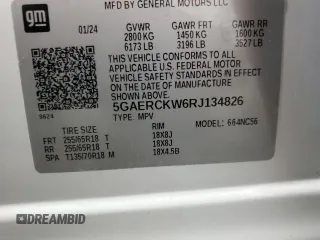 MFD BY GENERAL MOTORS LLC
gm
01/24
GVWR GAWR FRT GAWR RR
2800 KG 1450 KG 1600 KG
6173 LB 3196 LB 3527 LB
THIS VEHICLE CONFORMS TO ALL APPLICABLE
U.S. FEDERAL MOTOR VEHICLE SAFETY AND
THEFT PREVENTION STANDARDS IN EFFECT ON THE
DATE OF MANUFACTURE SHOWN ABOVE.
5GAERCKW6RJ134826
TYPE: MPV MODEL: 664NC56
TIRE SIZE RIM
FRT 255/65R18 T 18X8J
RR 255/65R18 T 18X8J
SPA T135/70R18 M 18X4.5B
DREAMBID